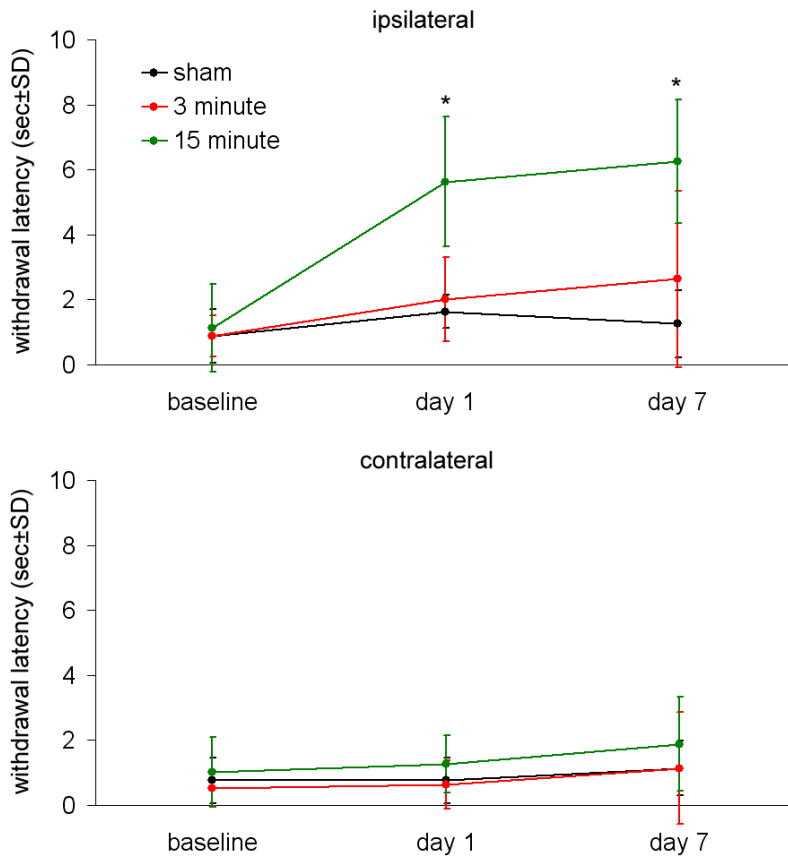 ipsilateral
withdrawal latency (sec±SD)
10
8
6
4
2
0
sham
3 minute
15 minute
*
*
baseline
day 1
day 7
contralateral
withdrawal latency (sec±SD)
10
8
6
4
2
0
baseline
day 1
day 7